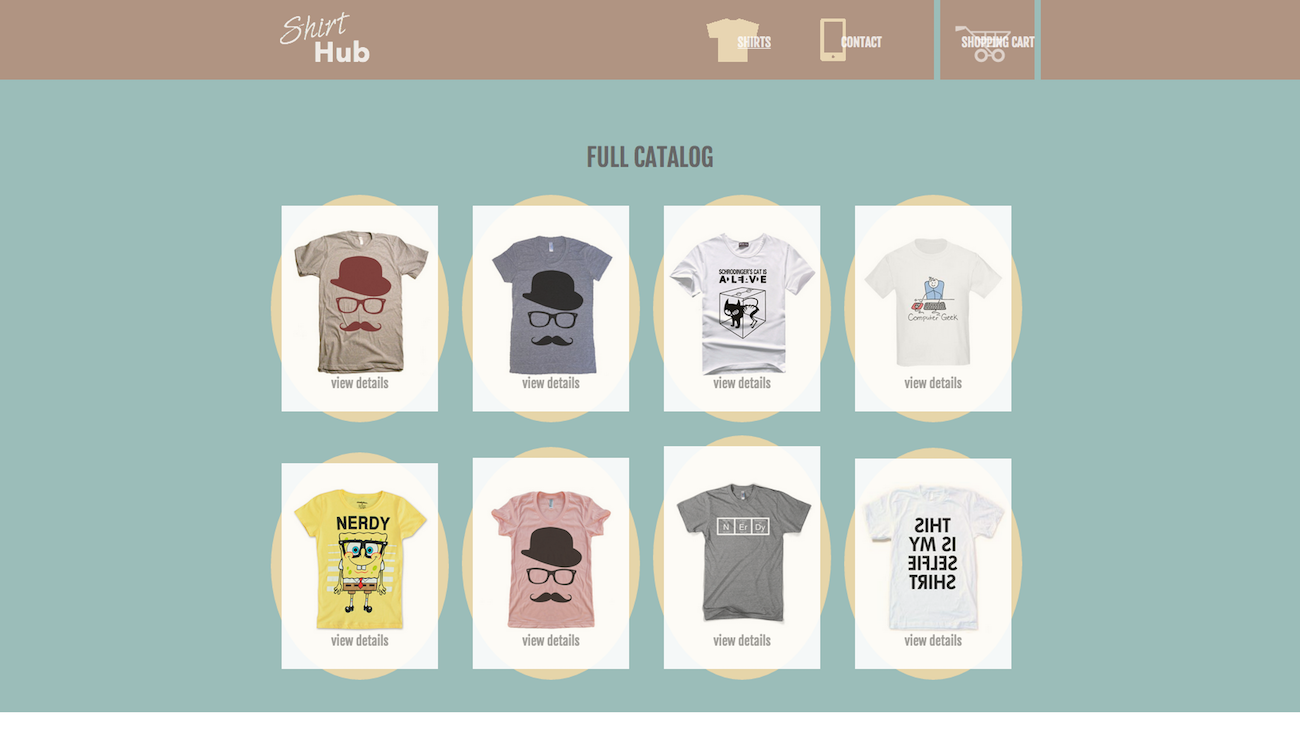 Shirt
Hub
SHIRTS
CONTACT
SHOPPING CART
FULL CATALOG
SCHRODINGER'S CAT IS
A·L·I·V·E
Computer Geek
view details
view details
view details
view details
NERDY
N Er Dy
THIS
IS MY
SELFIE
SHIRT
view details
view details
view details
view details